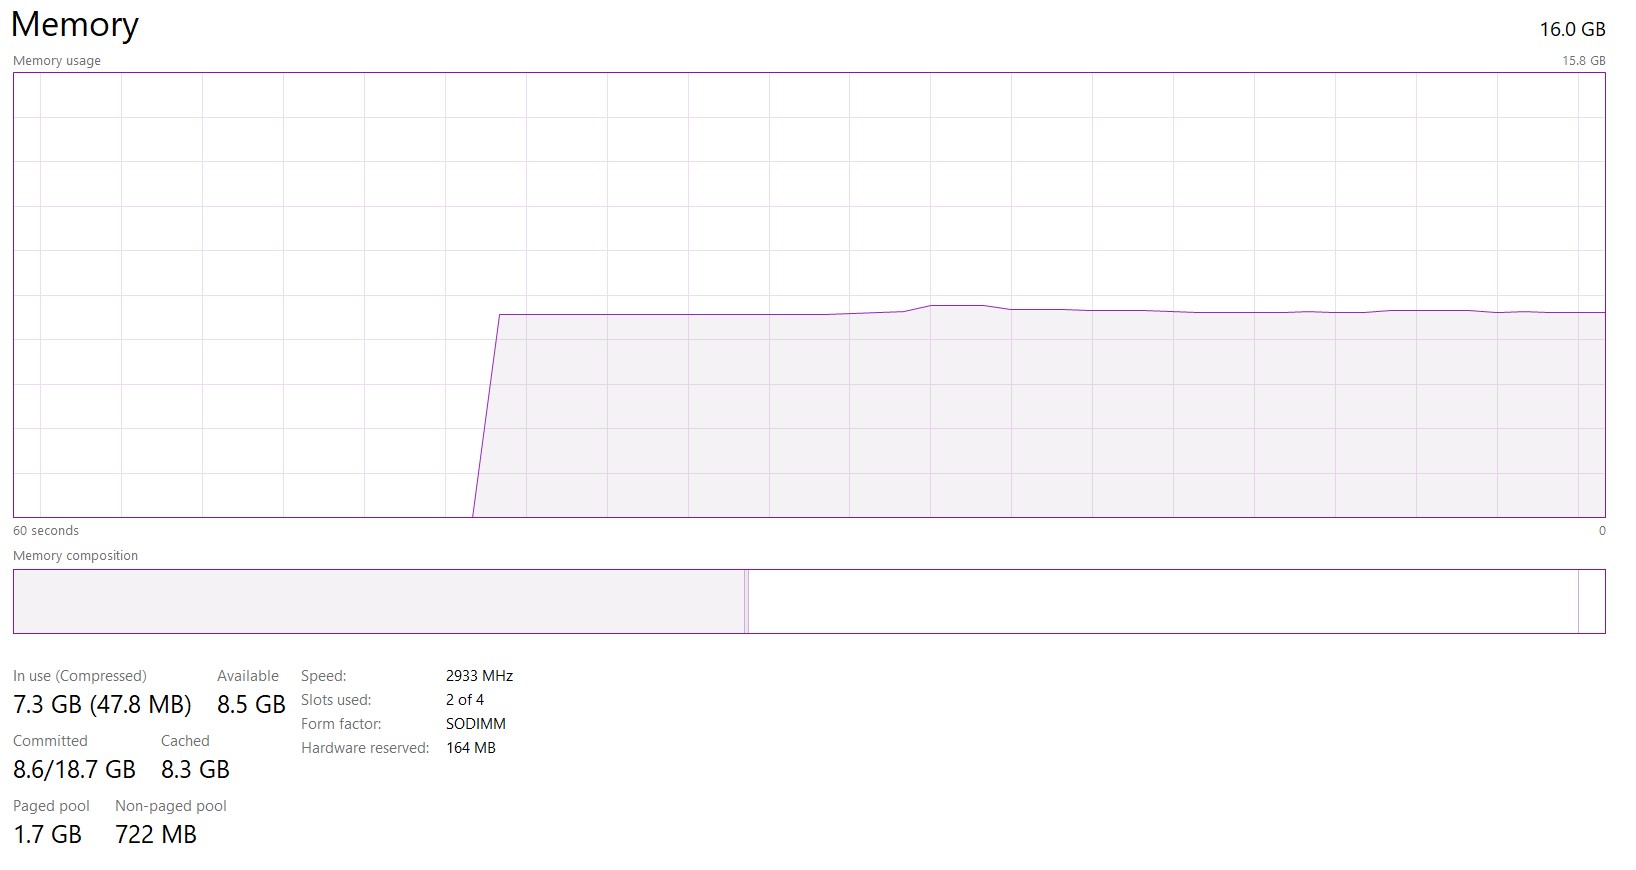 Memory
16.0 GB
Memory usage
15.8 GB
60 seconds
0
Memory composition
In use (Compressed)
7.3 GB (47.8 MB)
Available
8.5 GB
Committed
8.6/18.7 GB
Cached
8.3 GB
Paged pool
1.7 GB
Non-paged pool
722 MB
Speed: 2933 MHz
Slots used: 2 of 4
Form factor: SODIMM
Hardware reserved: 164 MB